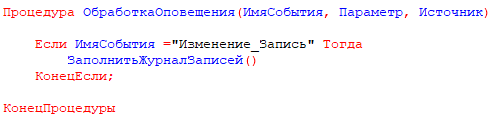 Процедура ОбработкаОповещения(ИмяСобытия, Параметр, Источник)
Если ИмяСобытия ="Изменение_Запись" Тогда
ЗаполнитьЖурналЗаписей()
КонецЕсли;
КонецПроцедуры